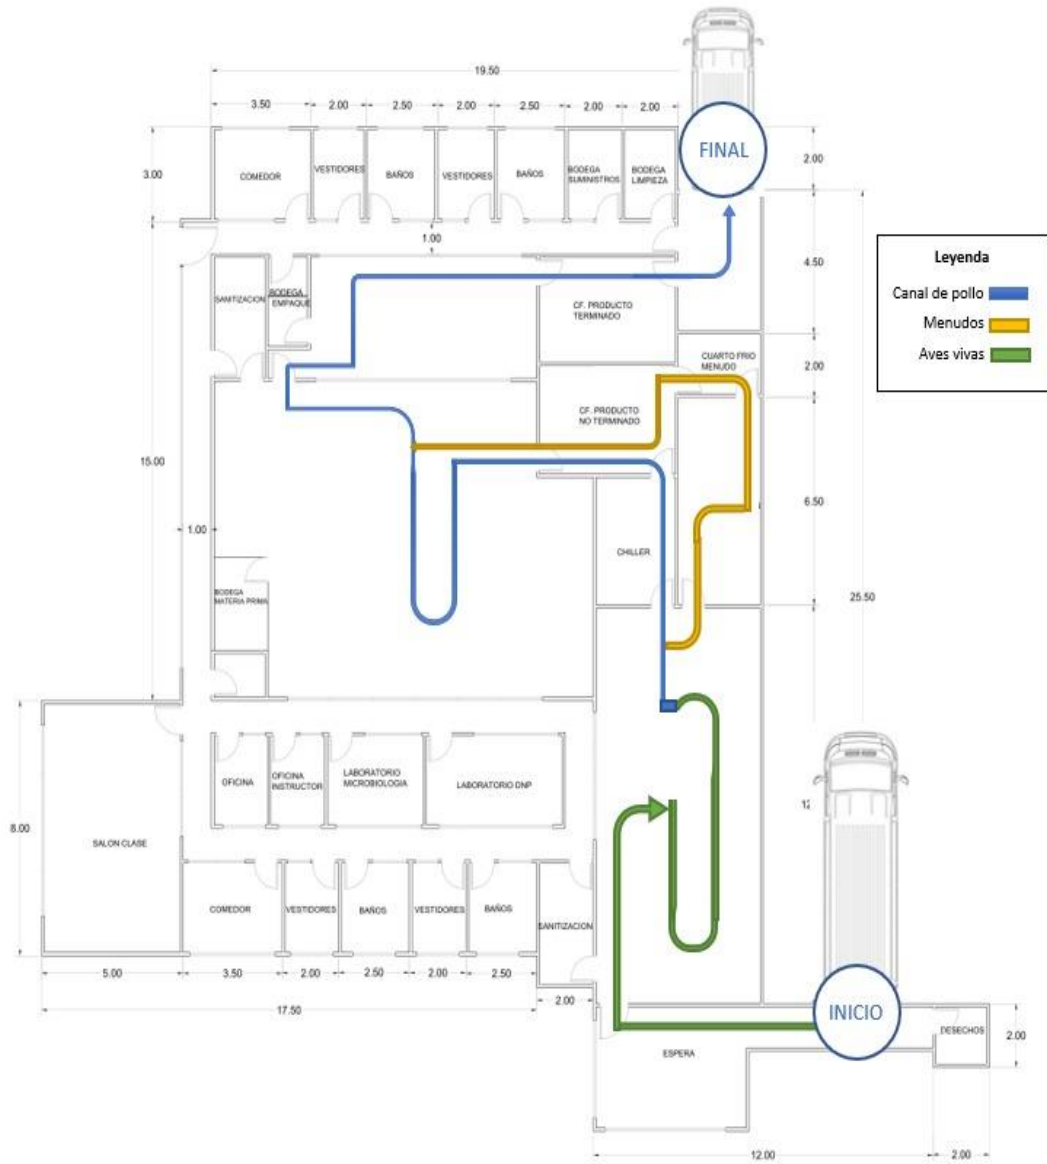 19.50
3.50
2.00
2.50
2.00
2.50
2.00
2.00
FINAL
3.00
COMEDOR
VESTIDORES
BAÑOS
VESTIDORES
BAÑOS
BODEGA
SUMINISTROS
BODEGA
LIMPIEZA
2.00
1.00
4.50
Leyenda
Canal de pollo
Menudos
Aves vivas
SANITIZACION
BODEGA
EMPAQUE
CF. PRODUCTO
TERMINADO
CUARTO FRIO
MENUDO
2.00
CF. PRODUCTO
NO TERMINADO
15.00
1.00
6.50
CHILLER
25.50
BODEGA
MATERIA PRIMA
8.00
SALON CLASE
OFICINA
OFICINA
INSTRUCTOR
LABORATORIO
MICROBIOLOGIA
LABORATORIO DNP
COMEDOR
VESTIDORES
BAÑOS
VESTIDORES
BAÑOS
SANITIZACION
5.00
3.50
2.00
2.50
2.00
2.50
2.00
17.50
INICIO
ESPERA
DESECHOS
2.00
12.00
2.00